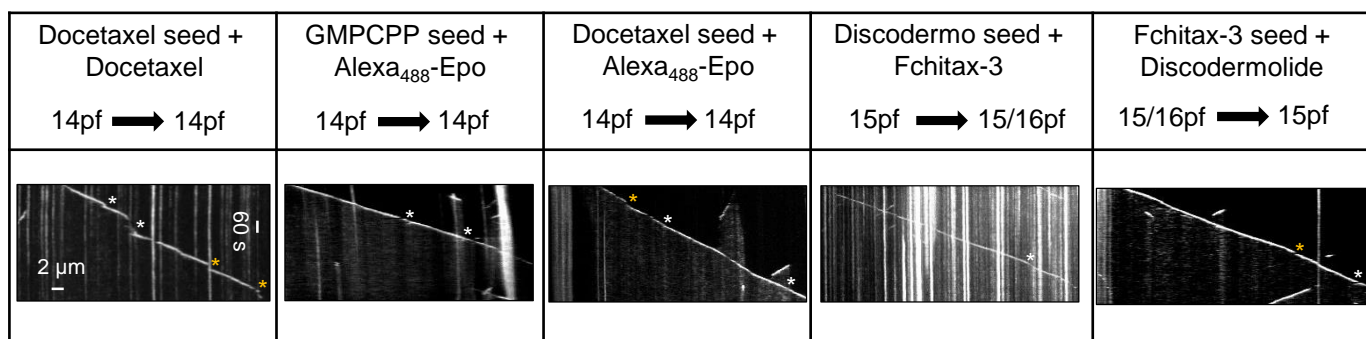 Docetaxel seed +
Docetaxel
14pf → 14pf
GMPCPP seed +
Alexa₄₈₈-Epo
14pf → 14pf
Docetaxel seed +
Alexa₄₈₈-Epo
14pf → 14pf
Discodermo seed +
Fchitax-3
15pf → 15/16pf
Fchitax-3 seed +
Discodermolide
15/16pf → 15pf
* * * *
60 s
2 µm
* *
* * *
*
* *